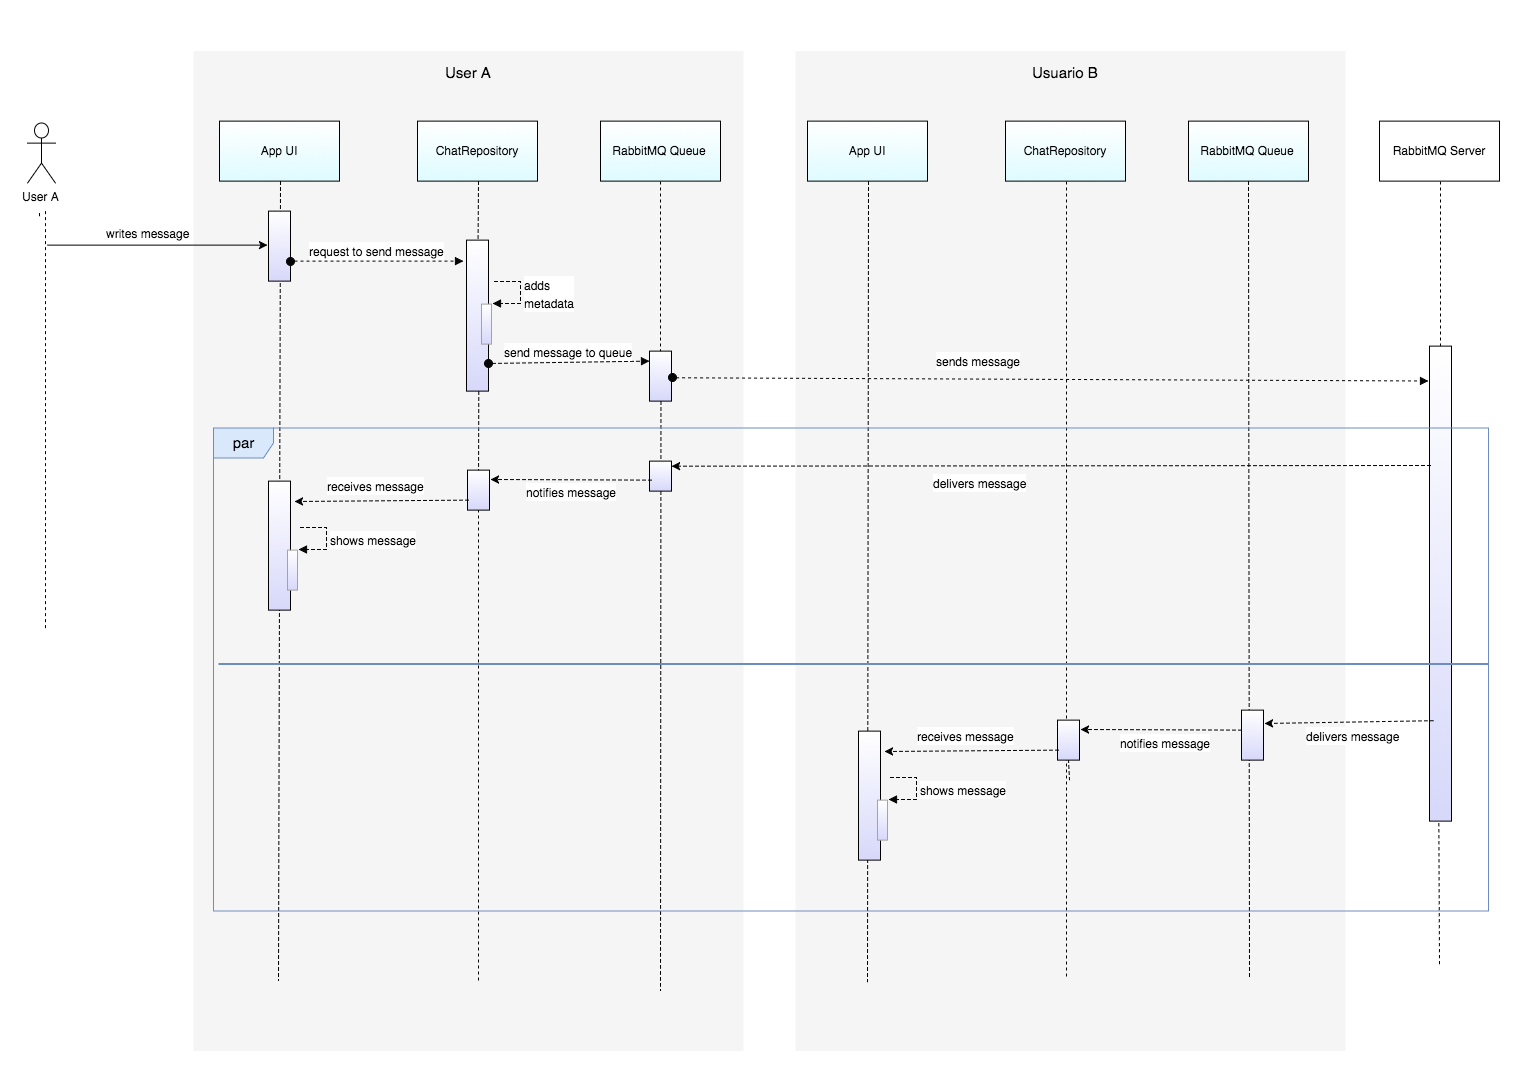 User A
Usuario B
App UI
ChatRepository
RabbitMQ Queue
App UI
ChatRepository
RabbitMQ Queue
RabbitMQ Server
User A
writes message
request to send message
adds
metadata
send message to queue
sends message
par
delivers message
receives message
notifies message
shows message
receives message
notifies message
delivers message
shows message